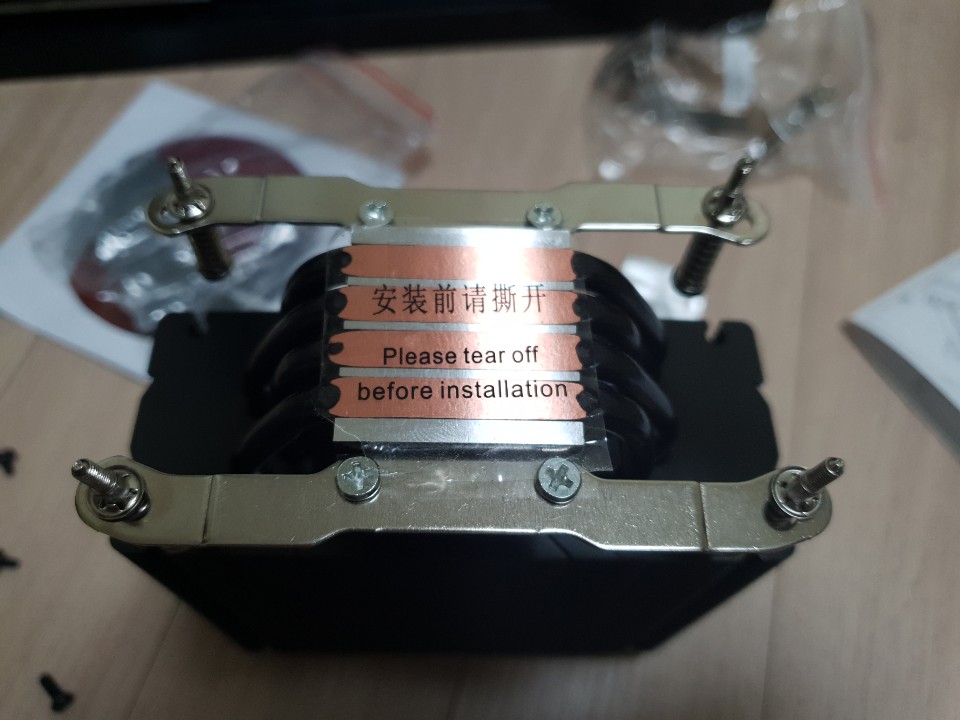 安装前请撕开
Please tear off
before installation